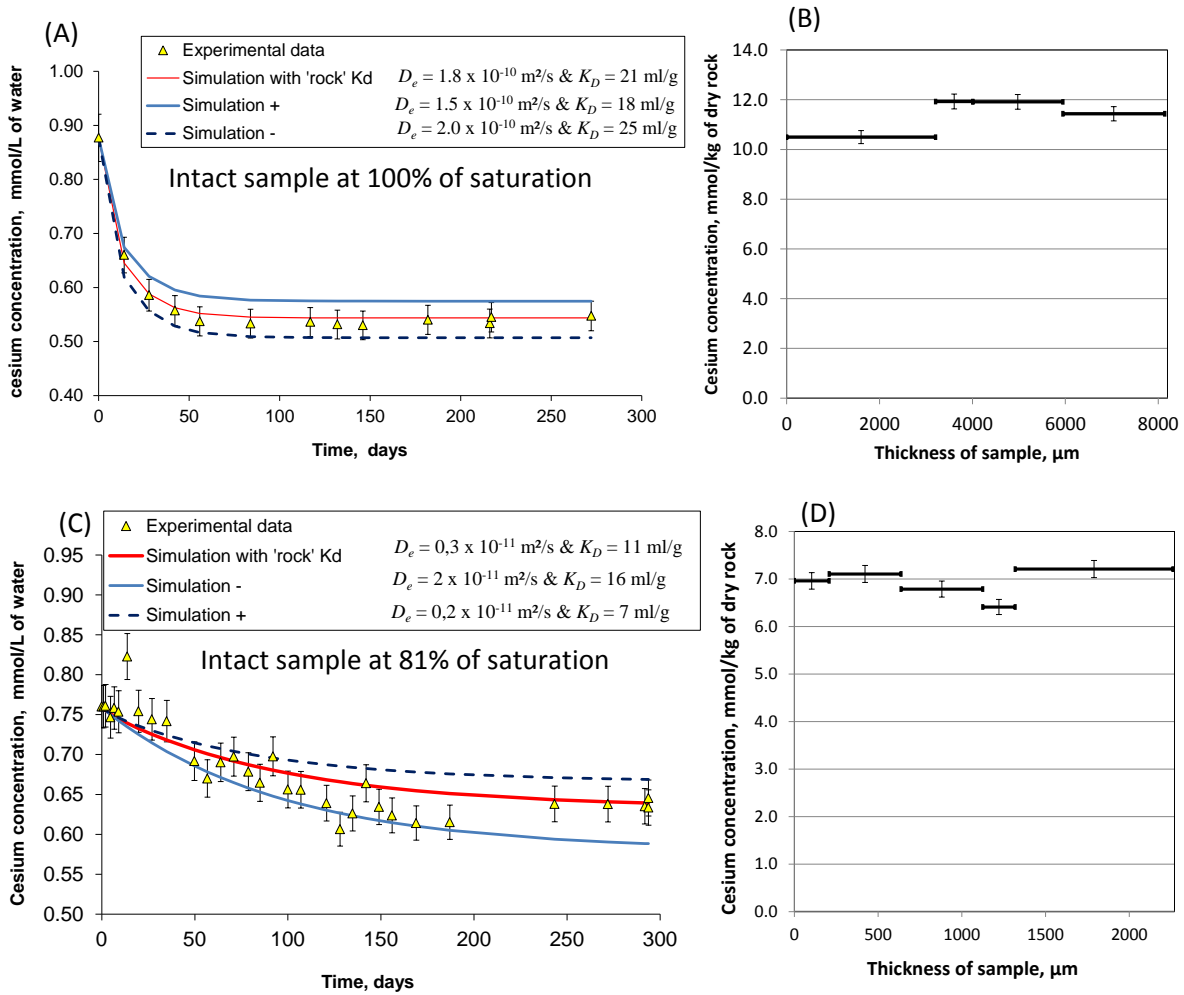 (A)
Experimental data
Simulation with 'rock' Kd Dₑ = 1.8 x 10⁻¹⁰ m²/s & K_D = 21 ml/g
Simulation + Dₑ = 1.5 x 10⁻¹⁰ m²/s & K_D = 18 ml/g
Simulation - Dₑ = 2.0 x 10⁻¹⁰ m²/s & K_D = 25 ml/g
Intact sample at 100% of saturation
cesium concentration, mmol/L of water
1.00
0.90
0.80
0.70
0.60
0.50
0.40
0 50 100 150 200 250 300
Time, days
(B)
Cesium concentration, mmol/kg of dry rock
14.0
12.0
10.0
8.0
6.0
4.0
2.0
0.0
0 2000 4000 6000 8000
Thickness of sample, µm
(C)
Experimental data
Simulation with 'rock' Kd Dₑ = 0,3 x 10⁻¹¹ m²/s & K_D = 11 ml/g
Simulation - Dₑ = 2 x 10⁻¹¹ m²/s & K_D = 16 ml/g
Simulation + Dₑ = 0,2 x 10⁻¹¹ m²/s & K_D = 7 ml/g
Intact sample at 81% of saturation
Cesium concentration, mmol/L of water
0.95
0.90
0.85
0.80
0.75
0.70
0.65
0.60
0.55
0.50
0 50 100 150 200 250 300
Time, days
(D)
Cesium concentration, mmol/kg of dry rock
8.0
7.0
6.0
5.0
4.0
3.0
2.0
1.0
0.0
0 500 1000 1500 2000
Thickness of sample, µm